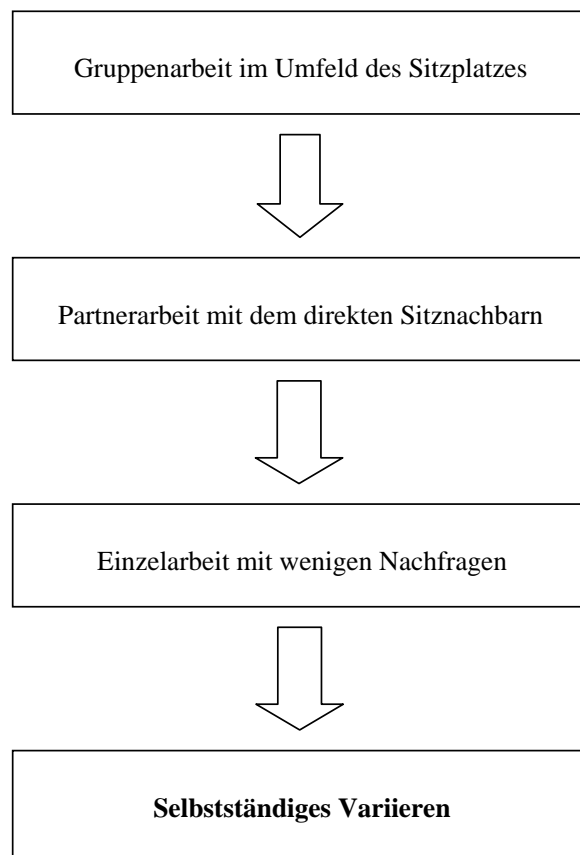 Gruppenarbeit im Umfeld des Sitzplatzes
Partnerarbeit mit dem direkten Sitznachbarn
Einzelarbeit mit wenigen Nachfragen
Selbstständiges Variieren